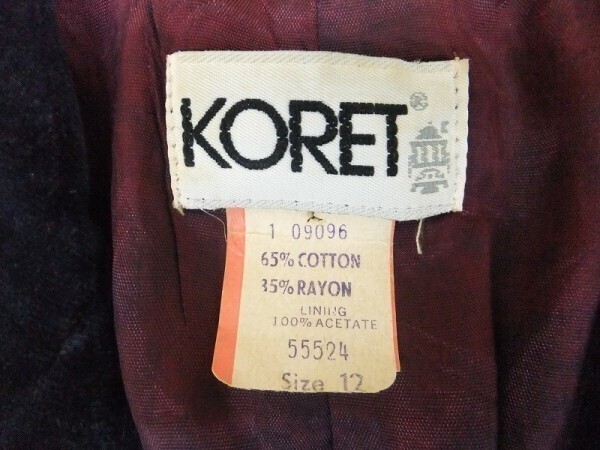 KORET®
1 09096
65% COTTON
35% RAYON
LINING
100% ACETATE
55524
Size 12